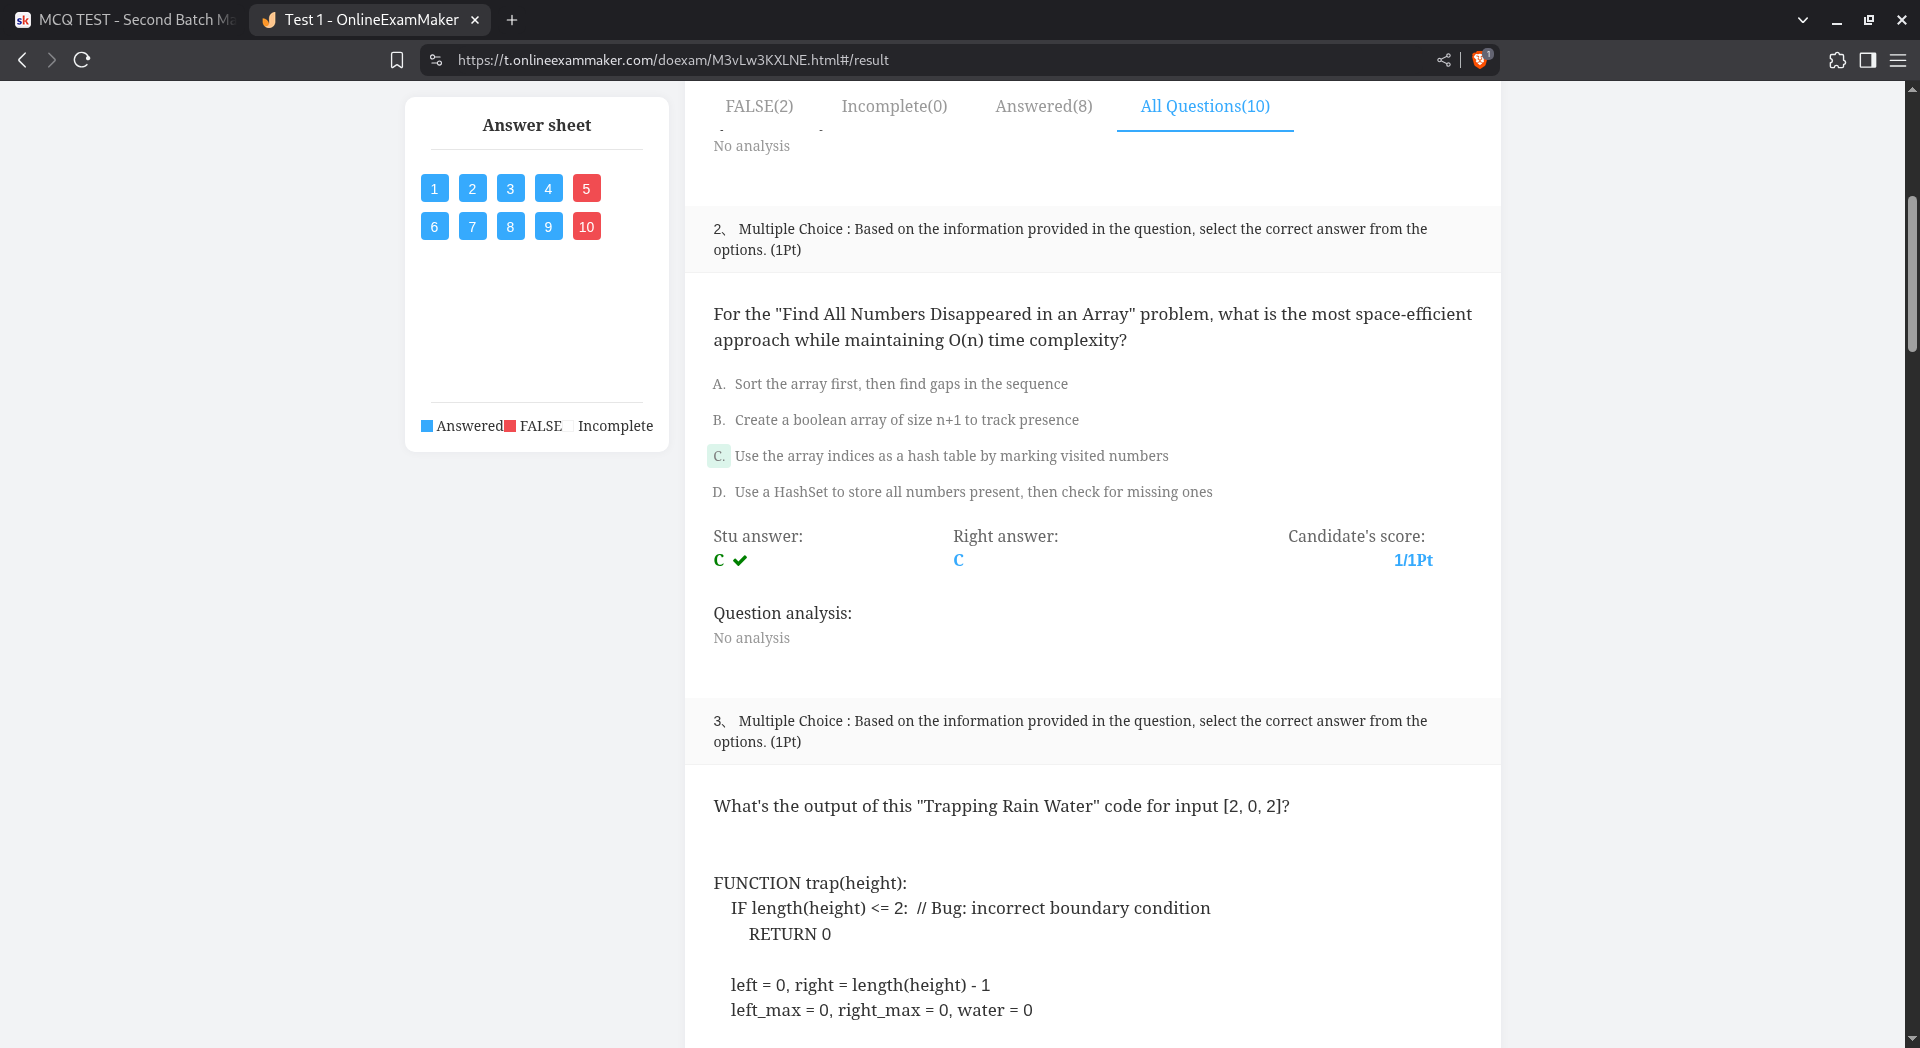 MCQ TEST - Second Batch Ma
Test 1 - OnlineExamMaker
https://t.onlineexammaker.com/doexam/M3vLw3KXLNE.html#/result
1
Answer sheet
1 2 3 4 5
6 7 8 9 10
Answered FALSE Incomplete
FALSE(2) Incomplete(0) Answered(8) All Questions(10)
No analysis
2、 Multiple Choice : Based on the information provided in the question, select the correct answer from the
options. (1Pt)
For the "Find All Numbers Disappeared in an Array" problem, what is the most space-efficient
approach while maintaining O(n) time complexity?
A. Sort the array first, then find gaps in the sequence
B. Create a boolean array of size n+1 to track presence
C. Use the array indices as a hash table by marking visited numbers
D. Use a HashSet to store all numbers present, then check for missing ones
Stu answer: Right answer: Candidate's score:
C C 1/1Pt
Question analysis:
No analysis
3、 Multiple Choice : Based on the information provided in the question, select the correct answer from the
options. (1Pt)
What's the output of this "Trapping Rain Water" code for input [2, 0, 2]?
FUNCTION trap(height):
IF length(height) <= 2: // Bug: incorrect boundary condition
RETURN 0
left = 0, right = length(height) - 1
left_max = 0, right_max = 0, water = 0